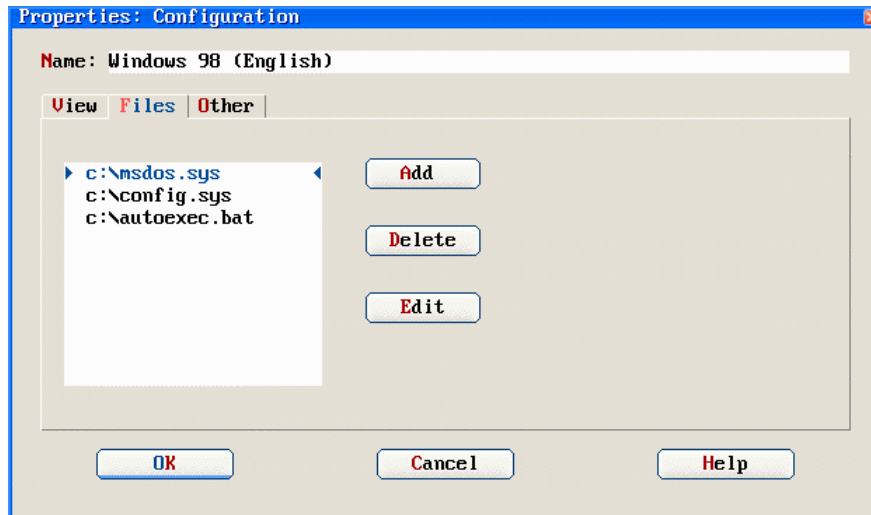 Properties: Configuration
Name: Windows 98 (English)
View Files Other
c:\msdos.sys
c:\config.sys
c:\autoexec.bat
Add
Delete
Edit
OK Cancel Help